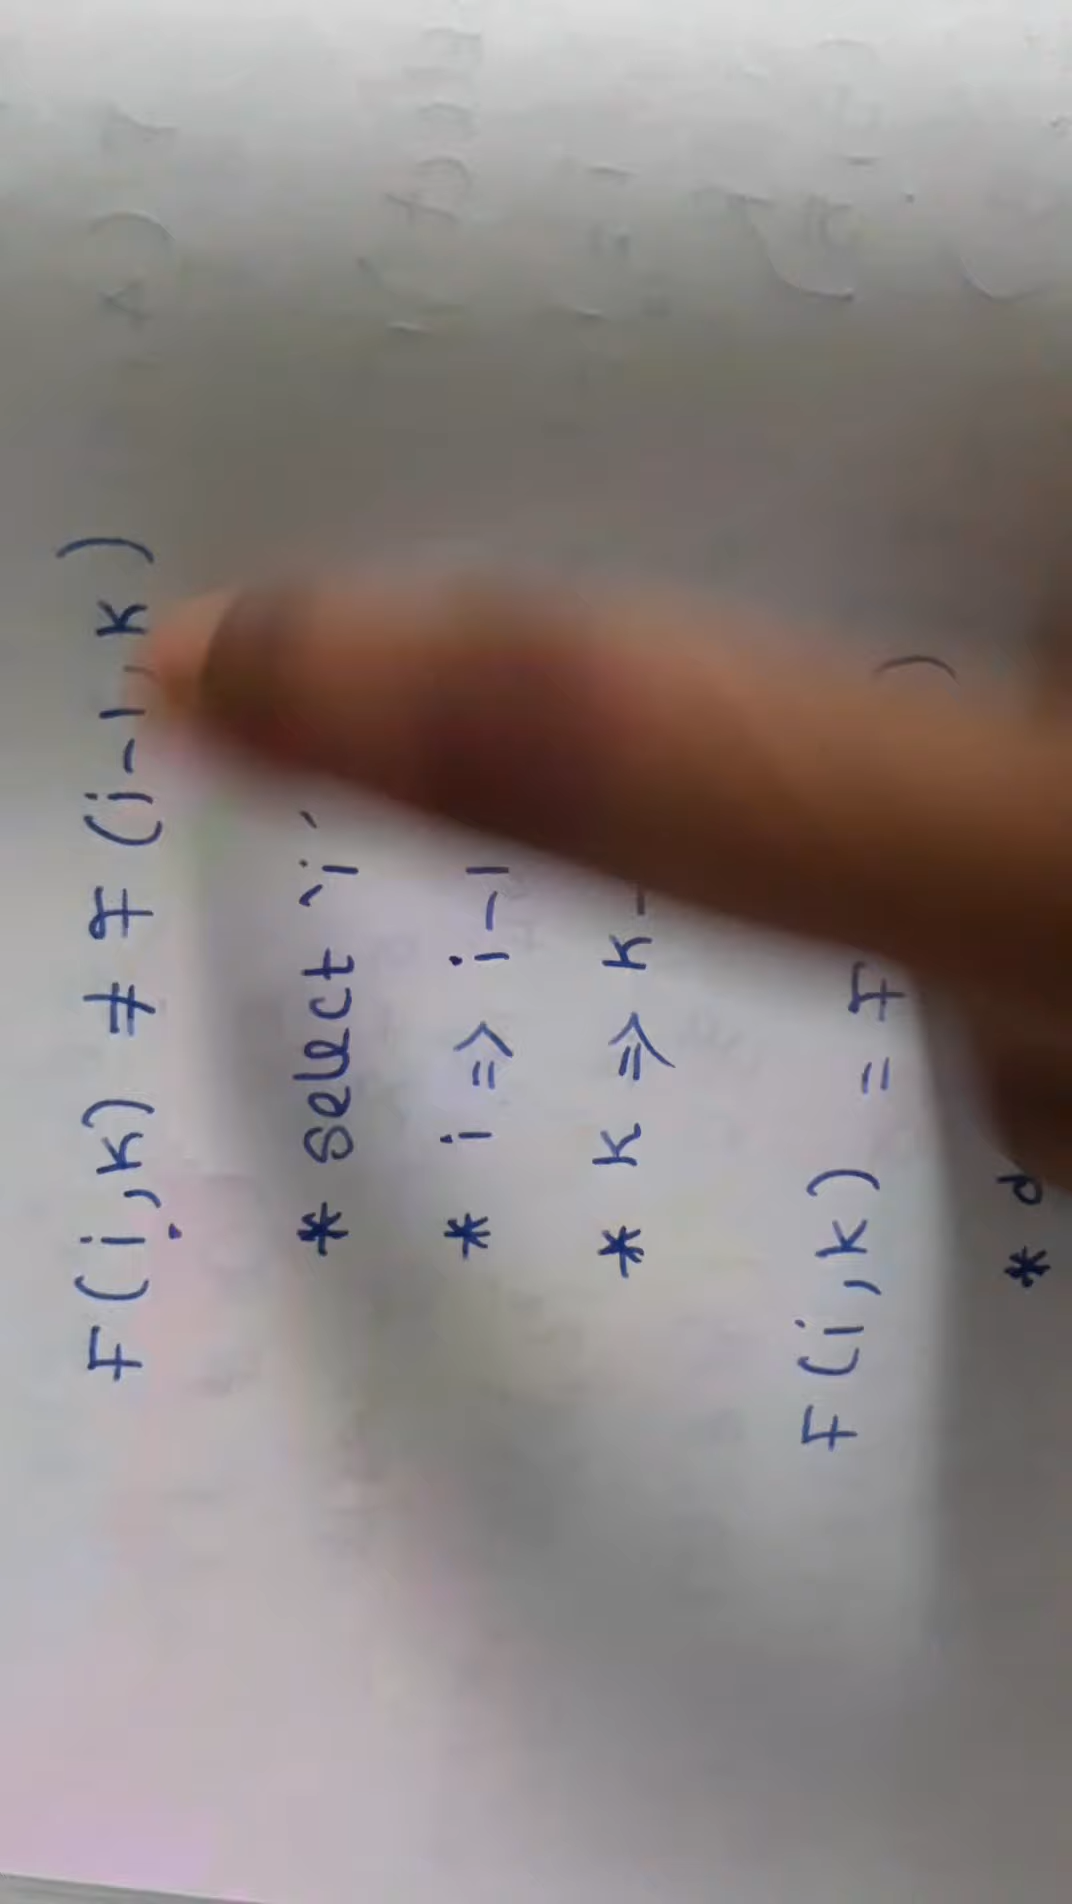 F(i,k) ≠ F(i-1,k)
* select 'i'
* i => i-1
* k => k-
F(i,k) = F )
* d